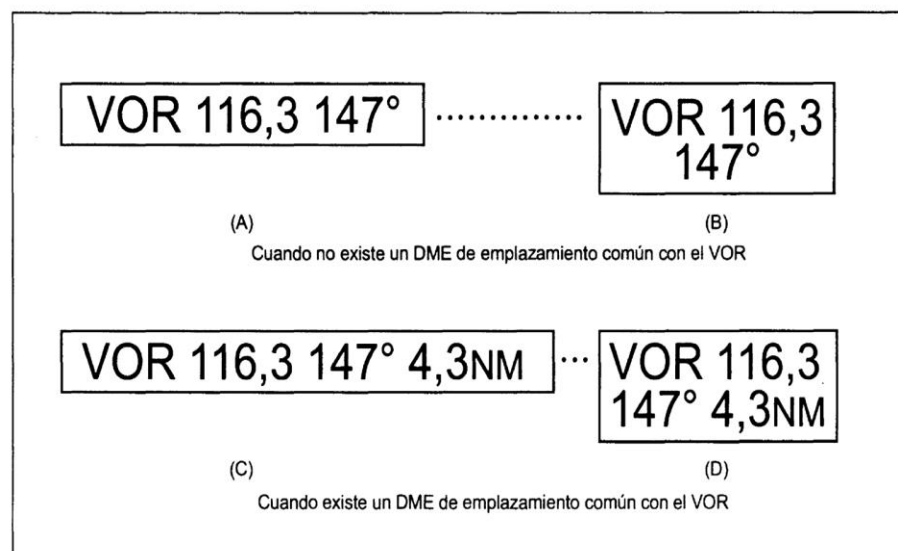 VOR 116,3 147° .............. VOR 116,3
147°
(A) (B)
Cuando no existe un DME de emplazamiento común con el VOR
VOR 116,3 147° 4,3NM ... VOR 116,3
147° 4,3NM
(C) (D)
Cuando existe un DME de emplazamiento común con el VOR